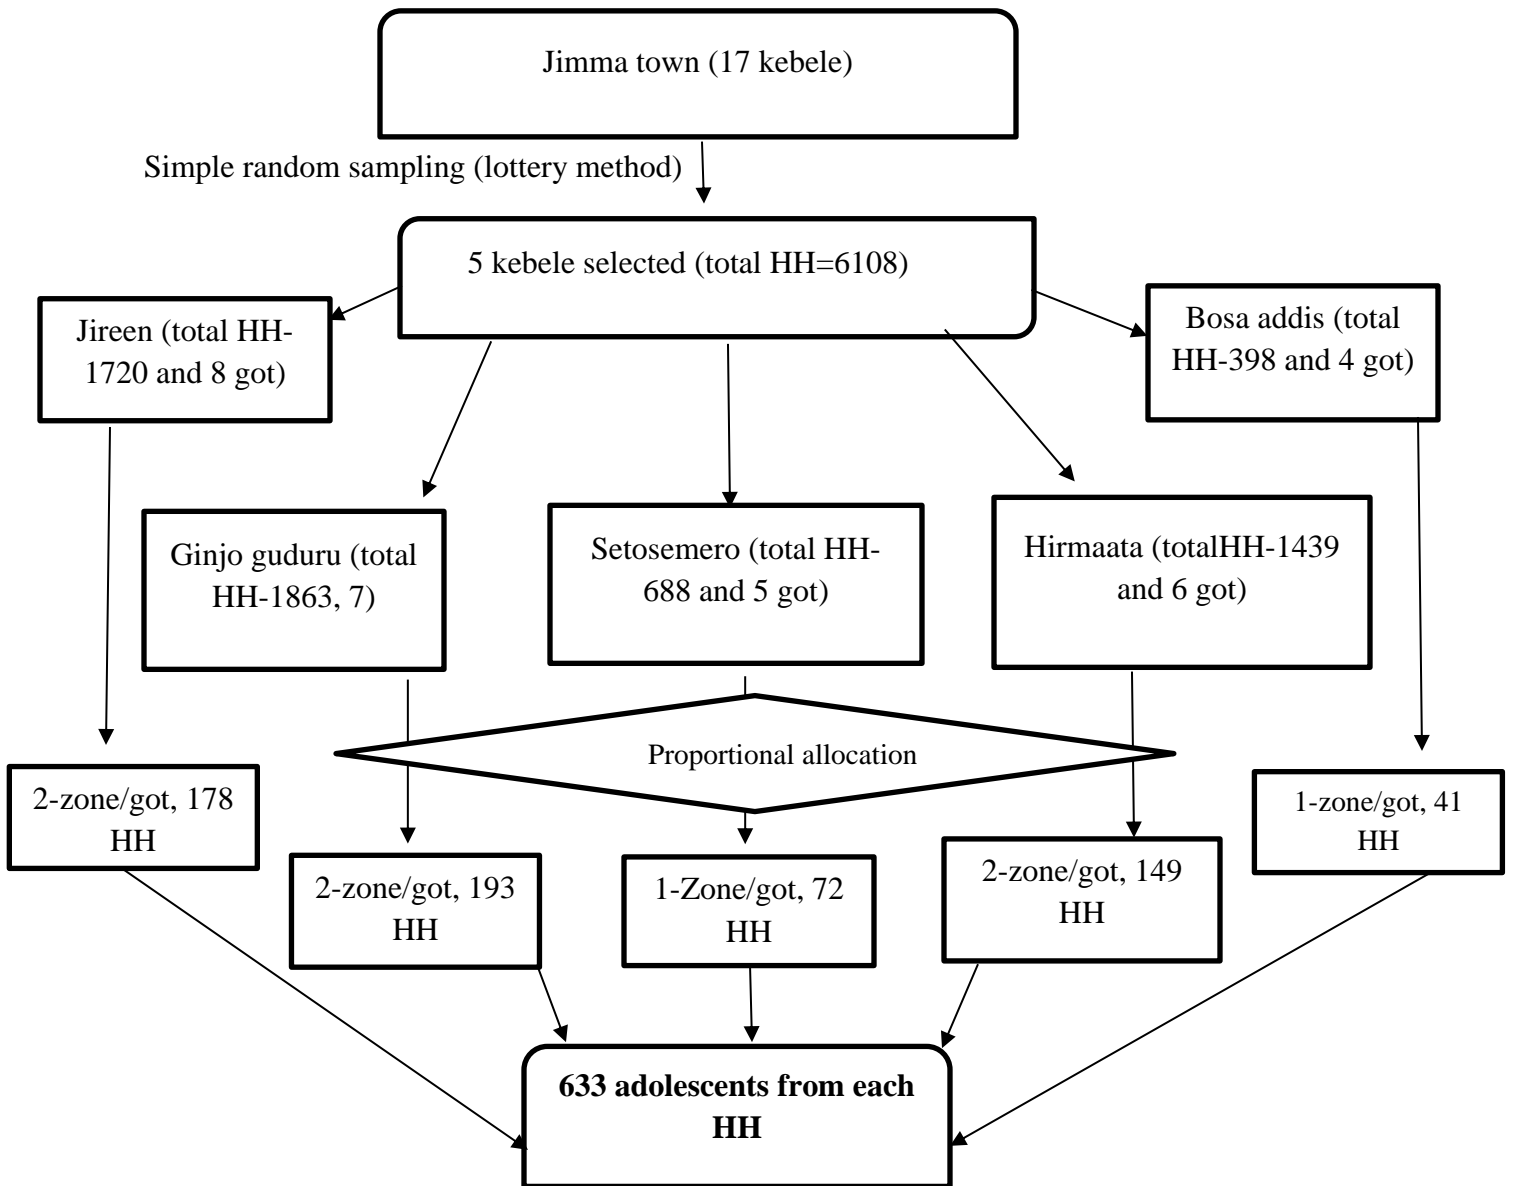 Jimma town (17 kebele)
Simple random sampling (lottery method)
5 kebele selected (total HH=6108)
Jireen (total HH-
1720 and 8 got)
Bosa addis (total
HH-398 and 4 got)
Ginjo guduru (total
HH-1863, 7)
Setosemero (total HH-
688 and 5 got)
Hirmaata (totalHH-1439
and 6 got)
Proportional allocation
2-zone/got, 178
HH
2-zone/got, 193
HH
1-Zone/got, 72
HH
2-zone/got, 149
HH
1-zone/got, 41
HH
633 adolescents from each
HH